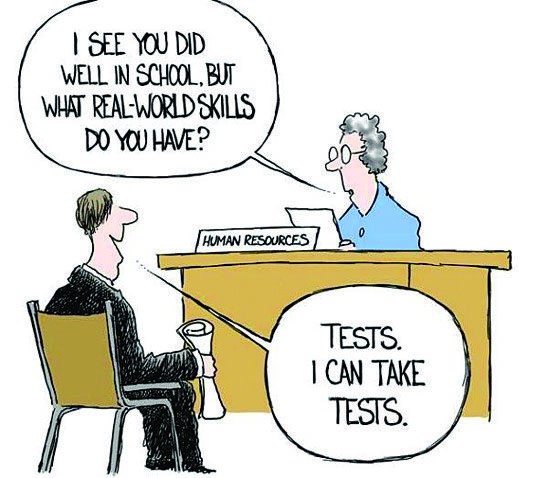 I SEE YOU DID
WELL IN SCHOOL, BUT
WHAT REAL-WORLD SKILLS
DO YOU HAVE?
HUMAN RESOURCES
TESTS.
I CAN TAKE
TESTS.